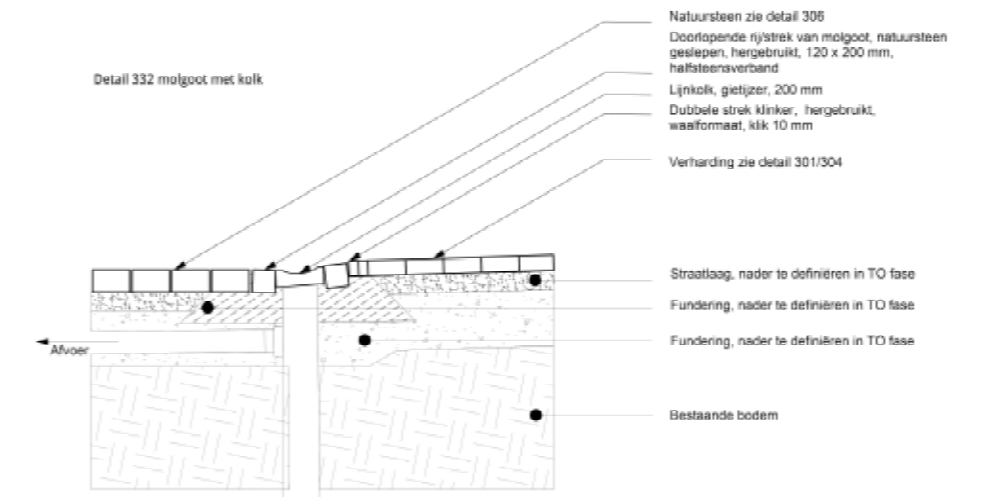 Natuursteen zie detail 306
Doorlopende rij/strek van molgoot, natuursteen
geslepen, hergebruikt, 120 x 200 mm,
halfsteensverband
Detail 332 molgoot met kolk
Lijnkolk, gietijzer, 200 mm
Dubbele strek klinker, hergebruikt,
waalformaat, klik 10 mm
Verharding zie detail 301/304
Straatlaag, nader te definiëren in TO fase
Fundering, nader te definiëren in TO fase
Fundering, nader te definiëren in TO fase
Afvoer
Bestaande bodem